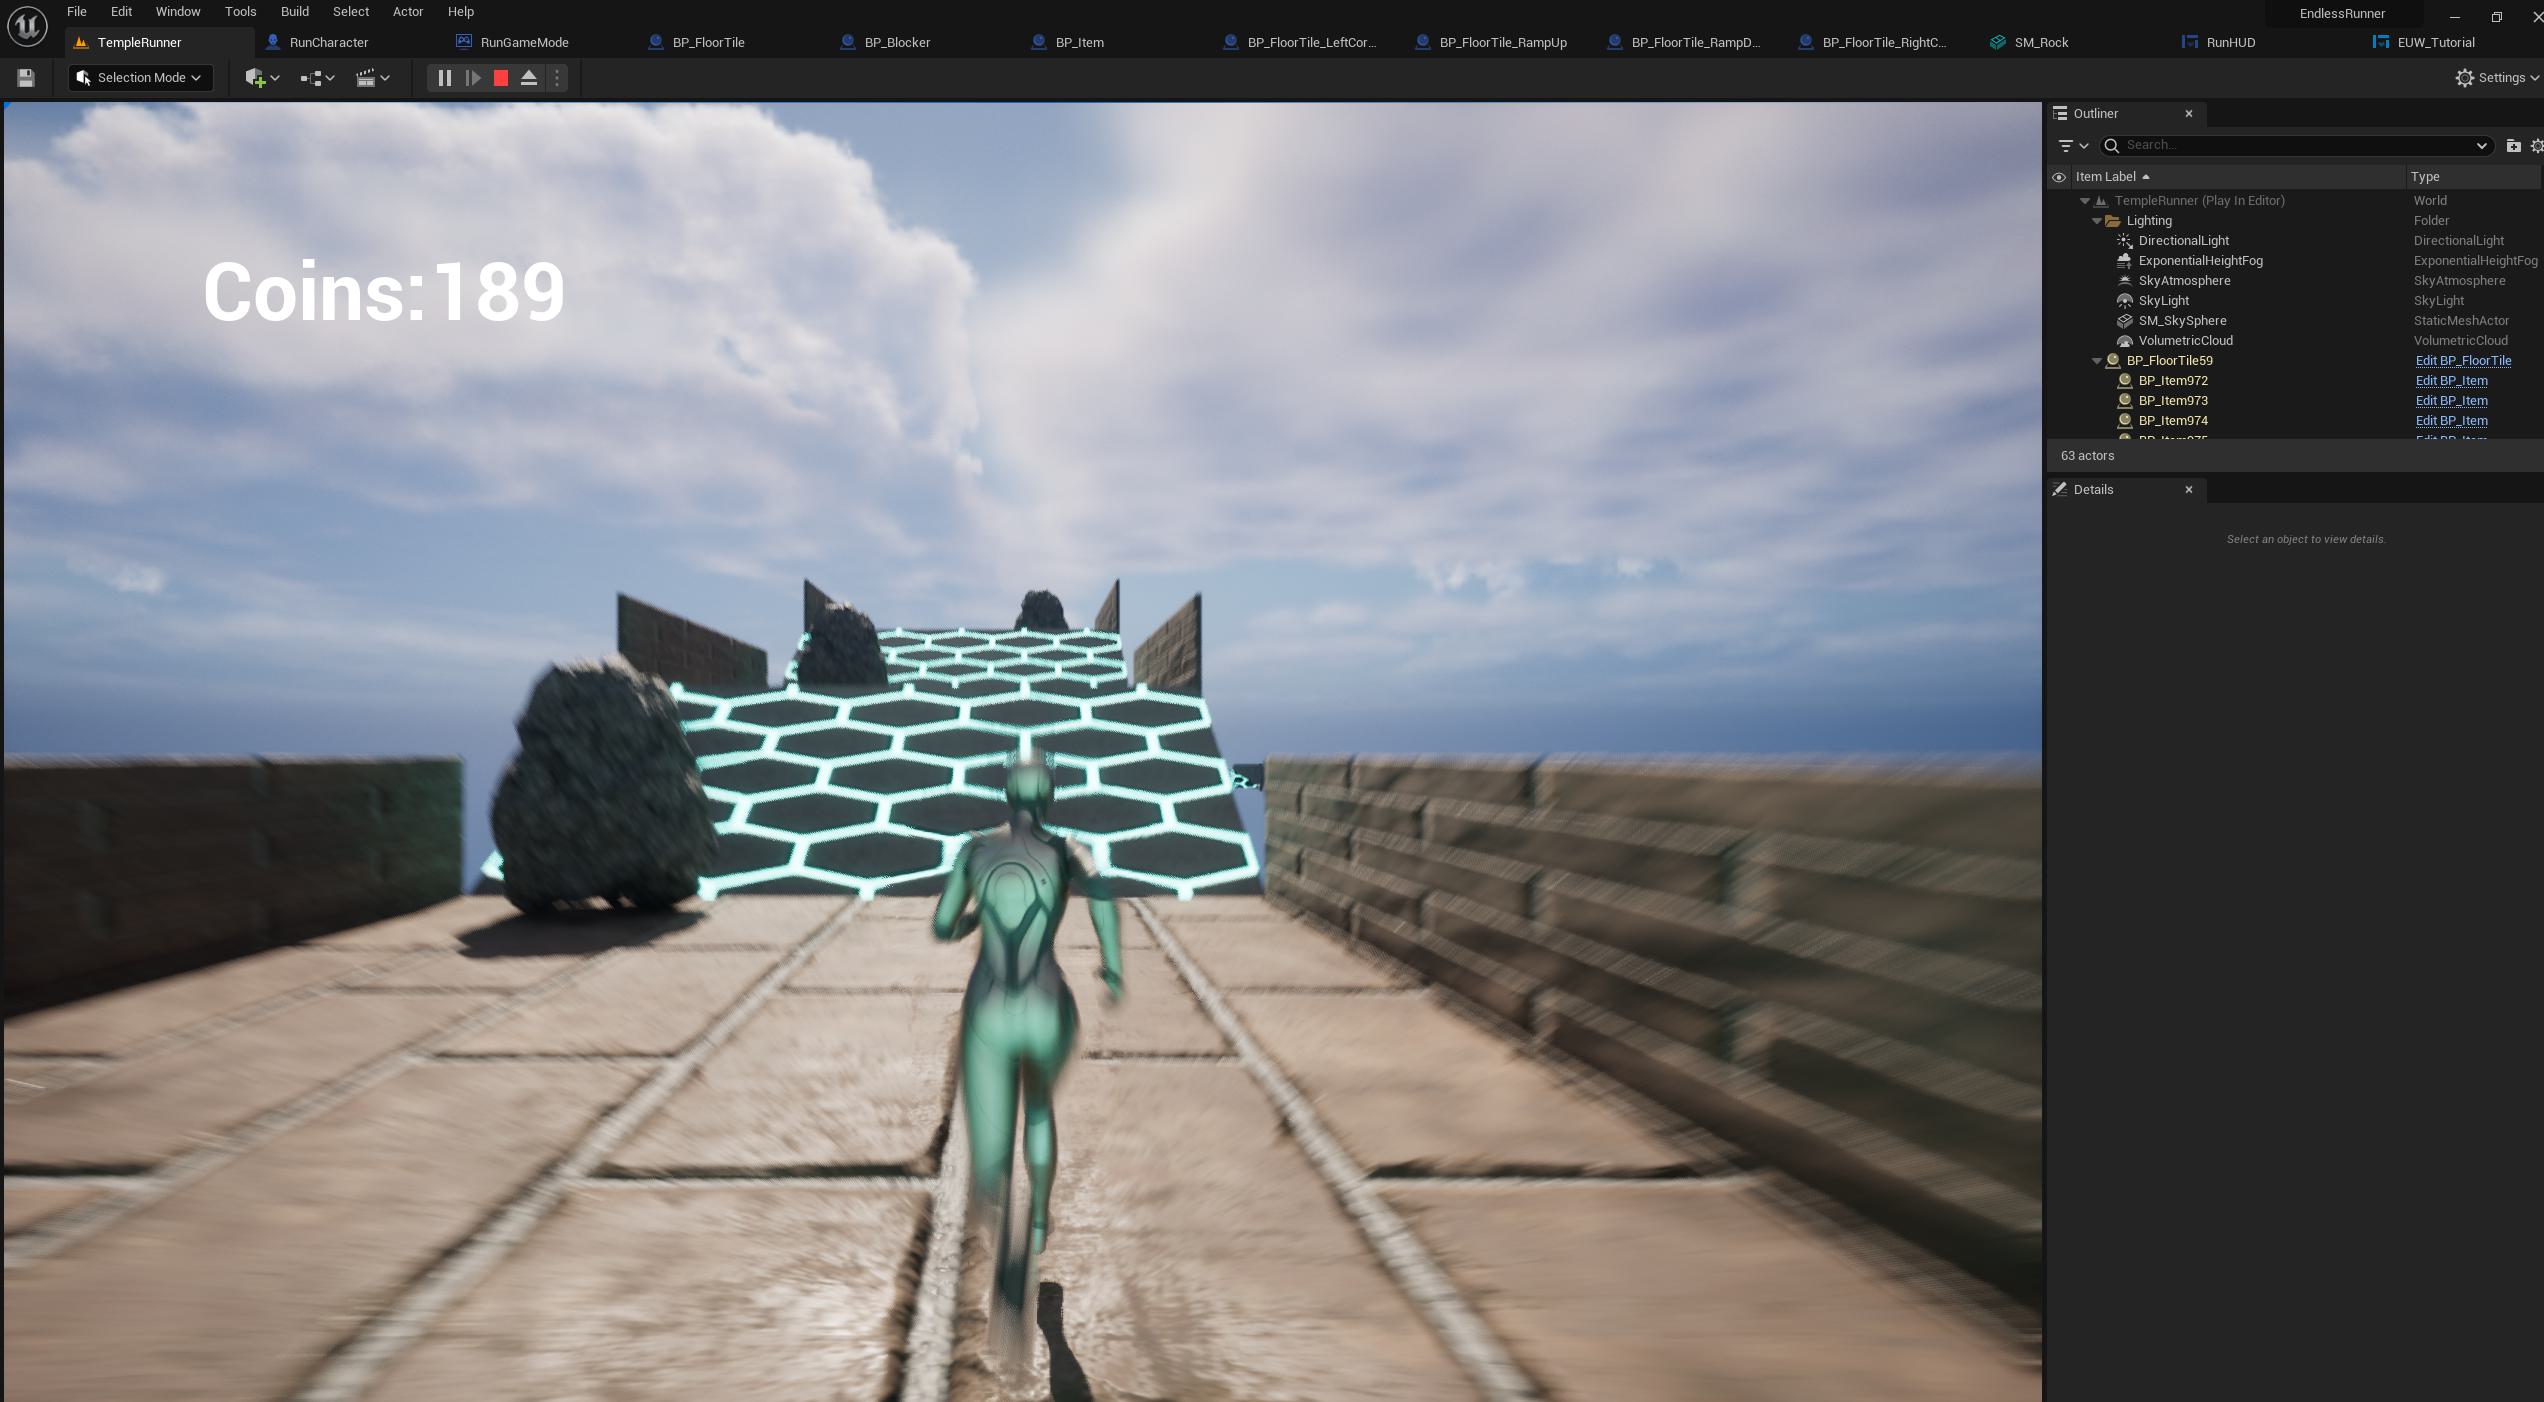 File Edit Window Tools Build Select Actor Help
EndlessRunner
TempleRunner RunCharacter RunGameMode BP_FloorTile BP_Blocker BP_Item BP_FloorTile_LeftCor... BP_FloorTile_RampUp BP_FloorTile_RampD... BP_FloorTile_RightC... SM_Rock RunHUD EUW_Tutorial
Selection Mode
Settings
Coins:189
Outliner
Search...
Item Label Type
TempleRunner (Play In Editor) World
Lighting Folder
DirectionalLight DirectionalLight
ExponentialHeightFog ExponentialHeightFog
SkyAtmosphere SkyAtmosphere
SkyLight SkyLight
SM_SkySphere StaticMeshActor
VolumetricCloud VolumetricCloud
BP_FloorTile59 Edit BP_FloorTile
BP_Item972 Edit BP_Item
BP_Item973 Edit BP_Item
BP_Item974 Edit BP_Item
63 actors
Details
Select an object to view details.